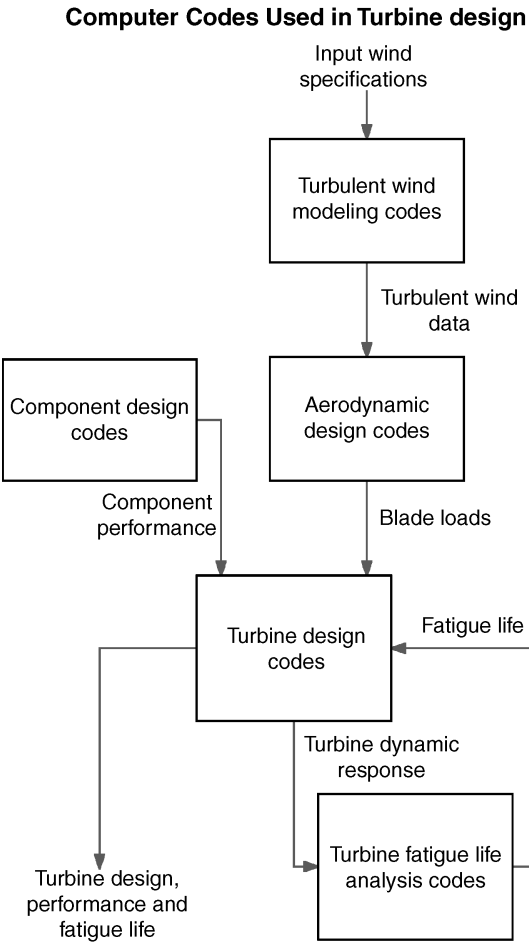 Computer Codes Used in Turbine design
Input wind
specifications
Turbulent wind
modeling codes
Turbulent wind
data
Component design
codes
Aerodynamic
design codes
Component
performance
Blade loads
Turbine design
codes
Fatigue life
Turbine dynamic
response
Turbine fatigue life
analysis codes
Turbine design,
performance and
fatigue life